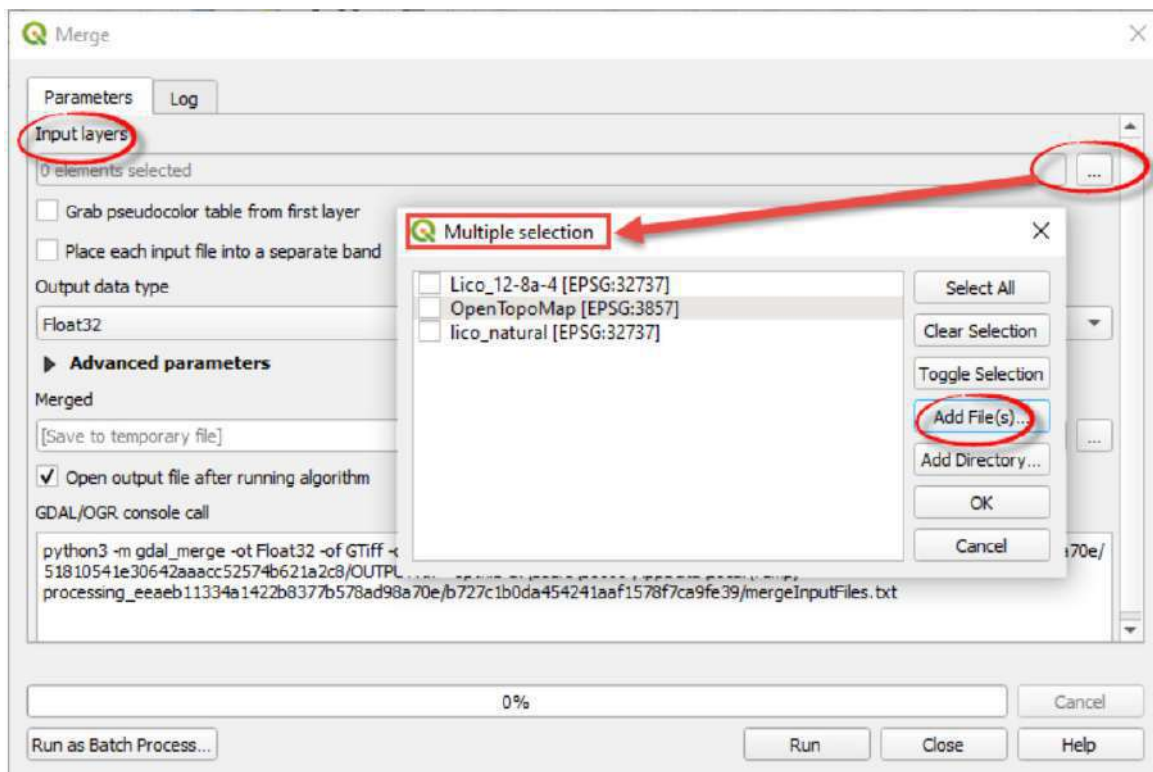 Merge
Parameters Log
Input layers
0 elements selected
...
Grab pseudocolor table from first layer
Place each input file into a separate band
Output data type
Float32
Advanced parameters
Merged
[Save to temporary file]
...
Open output file after running algorithm
GDAL/OGR console call
python3 -m gdal_merge -ot Float32 -of GTiff
a70e/
51810541e30642aaacc52574b621a2c8/
processing_eeaeb11334a1422b8377b578ad98a70e/b727c1b0da454241aaf1578f7ca9fe39/mergeInputFiles.txt
Multiple selection
Lico_12-8a-4 [EPSG:32737]
OpenTopoMap [EPSG:3857]
lico_natural [EPSG:32737]
Select All
Clear Selection
Toggle Selection
Add File(s)...
Add Directory...
OK
Cancel
0%
Cancel
Run as Batch Process...
Run
Close
Help